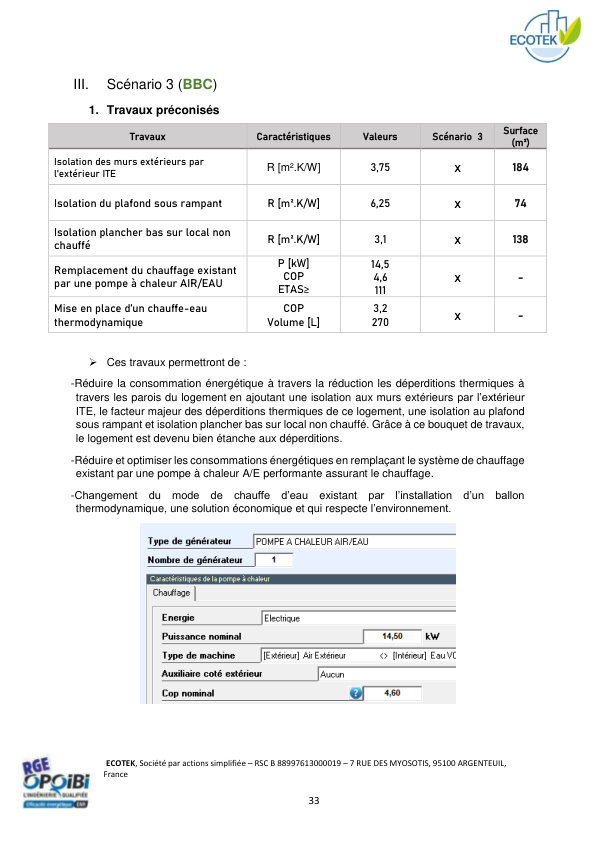 ECOTEK
III. Scénario 3 (BBC)
1. Travaux préconisés
Travaux Caractéristiques Valeurs Scénario 3 Surface (m²)
Isolation des murs extérieurs par
l'extérieur ITE
R [m².K/W] 3,75 x 184
Isolation du plafond sous rampant R [m².K/W] 6,25 x 74
Isolation plancher bas sur local non
chauffé
R [m².K/W] 3,1 x 138
Remplacement du chauffage existant
par une pompe à chaleur AIR/EAU
P [kW] 14,5
COP 4,6
ETAS≥ 111
x -
Mise en place d'un chauffe-eau
thermodynamique
COP 3,2
Volume [L] 270
x -
➢ Ces travaux permettront de :
-Réduire la consommation énergétique à travers la réduction les déperditions thermiques à
travers les parois du logement en ajoutant une isolation aux murs extérieurs par l'extérieur
ITE, le facteur majeur des déperditions thermiques de ce logement, une isolation au plafond
sous rampant et isolation plancher bas sur local non chauffé. Grâce à ce bouquet de travaux,
le logement est devenu bien étanche aux déperditions.
-Réduire et optimiser les consommations énergétiques en remplaçant le système de chauffage
existant par une pompe à chaleur A/E performante assurant le chauffage.
-Changement du mode de chauffe d'eau existant par l'installation d'un ballon
thermodynamique, une solution économique et qui respecte l'environnement.
Type de générateur POMPE A CHALEUR AIR/EAU
Nombre de générateur 1
Caractéristiques de la pompe à chaleur
Chauffage
Energie Electrique
Puissance nominal 14,50 kW
Type de machine [Extérieur] Air Extérieur <> [Intérieur] Eau VC
Auxiliaire coté extérieur Aucun
Cop nominal ? 4,60
RGE
OPQIBI
L'INGÉNIERIE QUALIFIÉE
Efficacité énergétique ENR
ECOTEK, Société par actions simplifiée – RSC B 88997613000019 – 7 RUE DES MYOSOTIS, 95100 ARGENTEUIL,
France
33